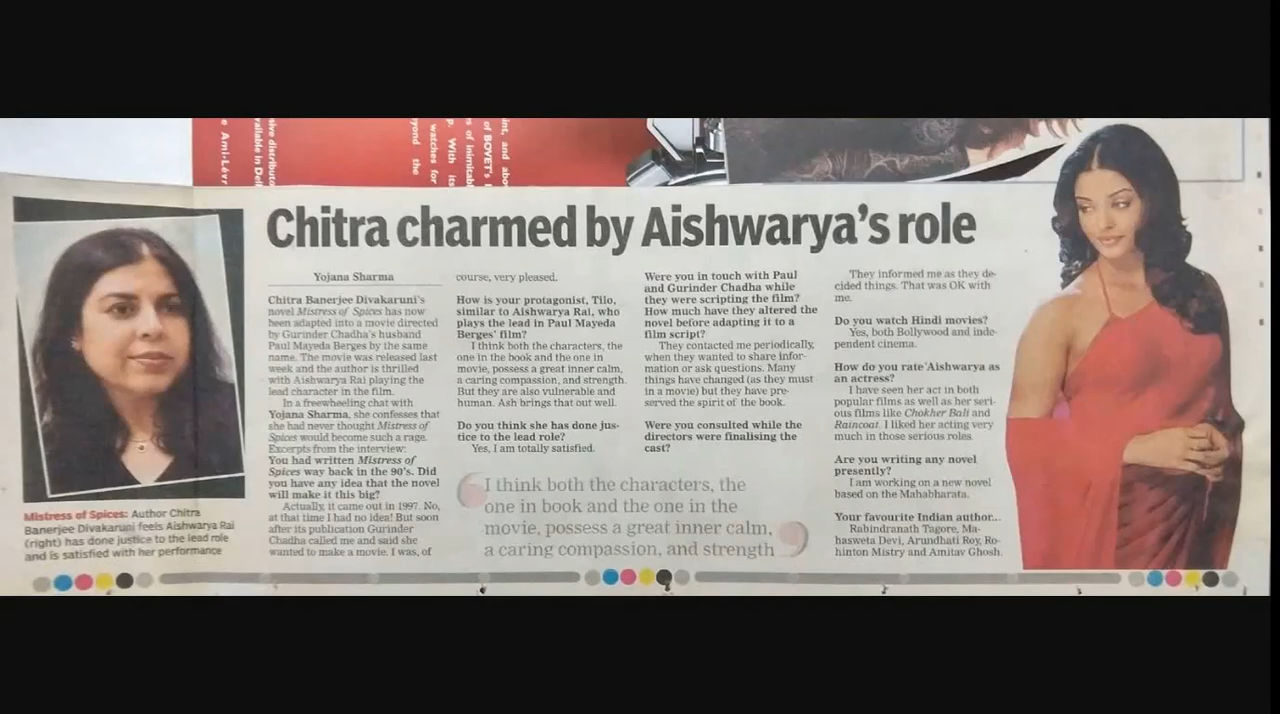 e Ami-Lévr
vailable in Del
sive distributo
yond the
watches for
p. With its
es of inimitabl
of BOVET's
int, and abo
Chitra charmed by Aishwarya's role
Yojana Sharma
Chitra Banerjee Divakaruni's
novel Mistress of Spices has now
been adapted into a movie directed
by Gurinder Chadha's husband
Paul Mayeda Berges by the same
name. The movie was released last
week and the author is thrilled
with Aishwarya Rai playing the
lead character in the film.
In a freewheeling chat with
Yojana Sharma, she confesses that
she had never thought Mistress of
Spices would become such a rage.
Excerpts from the interview:
You had written Mistress of
Spices way back in the 90's. Did
you have any idea that the novel
will make it this big?
Actually, it came out in 1997. No,
at that time I had no idea! But soon
after its publication Gurinder
Chadha called me and said she
wanted to make a movie. I was, of
course, very pleased.
How is your protagonist, Tilo,
similar to Aishwarya Rai, who
plays the lead in Paul Mayeda
Berges' film?
I think both the characters, the
one in the book and the one in
movie, possess a great inner calm,
a caring compassion, and strength.
But they are also vulnerable and
human. Ash brings that out well.
Do you think she has done jus-
tice to the lead role?
Yes, I am totally satisfied.
Were you in touch with Paul
and Gurinder Chadha while
they were scripting the film?
How much have they altered the
novel before adapting it to a
film script?
They contacted me periodically,
when they wanted to share infor-
mation or ask questions. Many
things have changed (as they must
in a movie) but they have pre-
served the spirit of the book.
Were you consulted while the
directors were finalising the
cast?
They informed me as they de-
cided things. That was OK with
me.
Do you watch Hindi movies?
Yes, both Bollywood and inde-
pendent cinema.
How do you rate Aishwarya as
an actress?
I have seen her act in both
popular films as well as her seri-
ous films like Chokher Bali and
Raincoat. I liked her acting very
much in those serious roles.
Are you writing any novel
presently?
I am working on a new novel
based on the Mahabharata.
Your favourite Indian author...
Rabindranath Tagore, Ma-
hasweta Devi, Arundhati Roy, Ro-
hinton Mistry and Amitav Ghosh.
I think both the characters, the
one in book and the one in the
movie, possess a great inner calm,
a caring compassion, and strength
Mistress of Spices: Author Chitra
Banerjee Divakaruni feels Aishwarya Rai
(right) has done justice to the lead role
and is satisfied with her performance